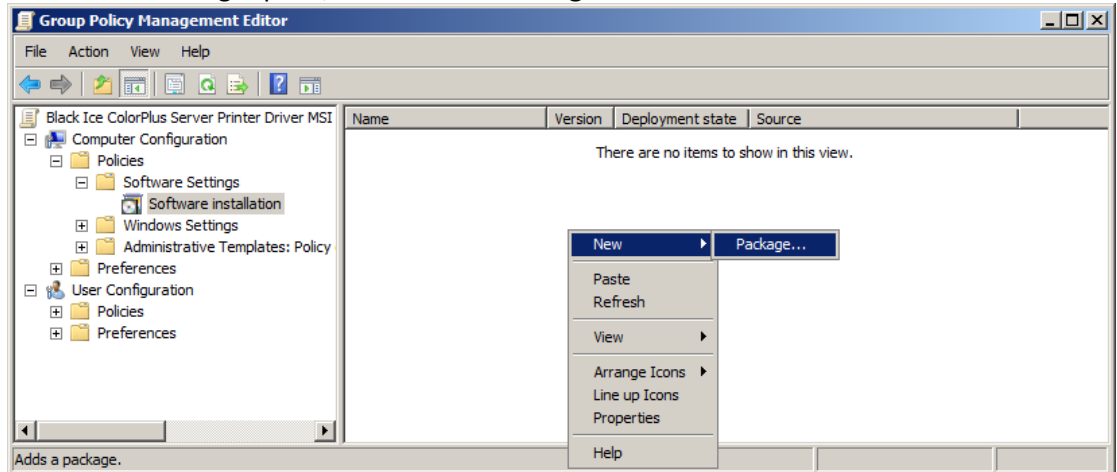 Group Policy Management Editor
File Action View Help
Black Ice ColorPlus Server Printer Driver MSI
Computer Configuration
Policies
Software Settings
Software installation
Windows Settings
Administrative Templates: Policy
Preferences
User Configuration
Policies
Preferences
Name Version Deployment state Source
There are no items to show in this view.
New Package...
Paste
Refresh
View
Arrange Icons
Line up Icons
Properties
Help
Adds a package.